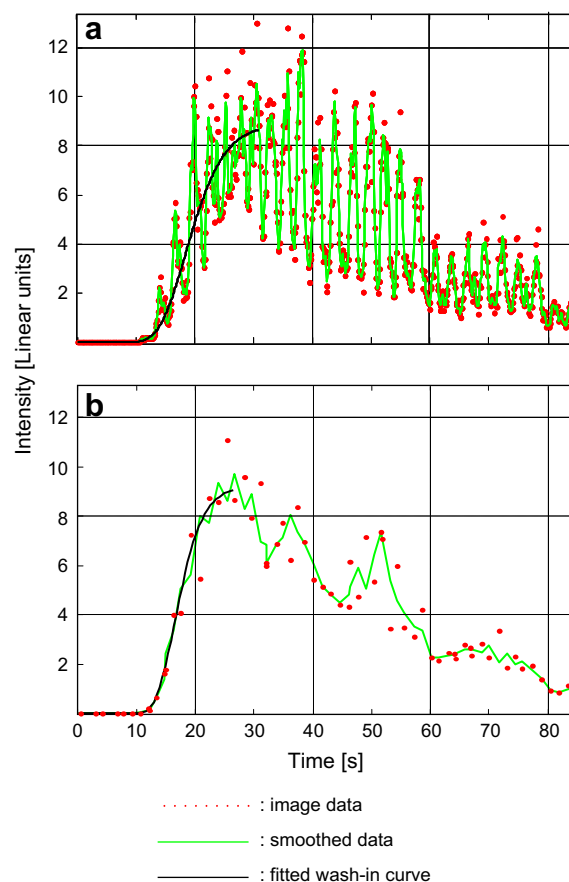 a
12
10
8
6
4
2
Intensity [Linear units]
b
12
10
8
6
4
2
0 10 20 30 40 50 60 70 80
Time [s]
: image data
: smoothed data
: fitted wash-in curve